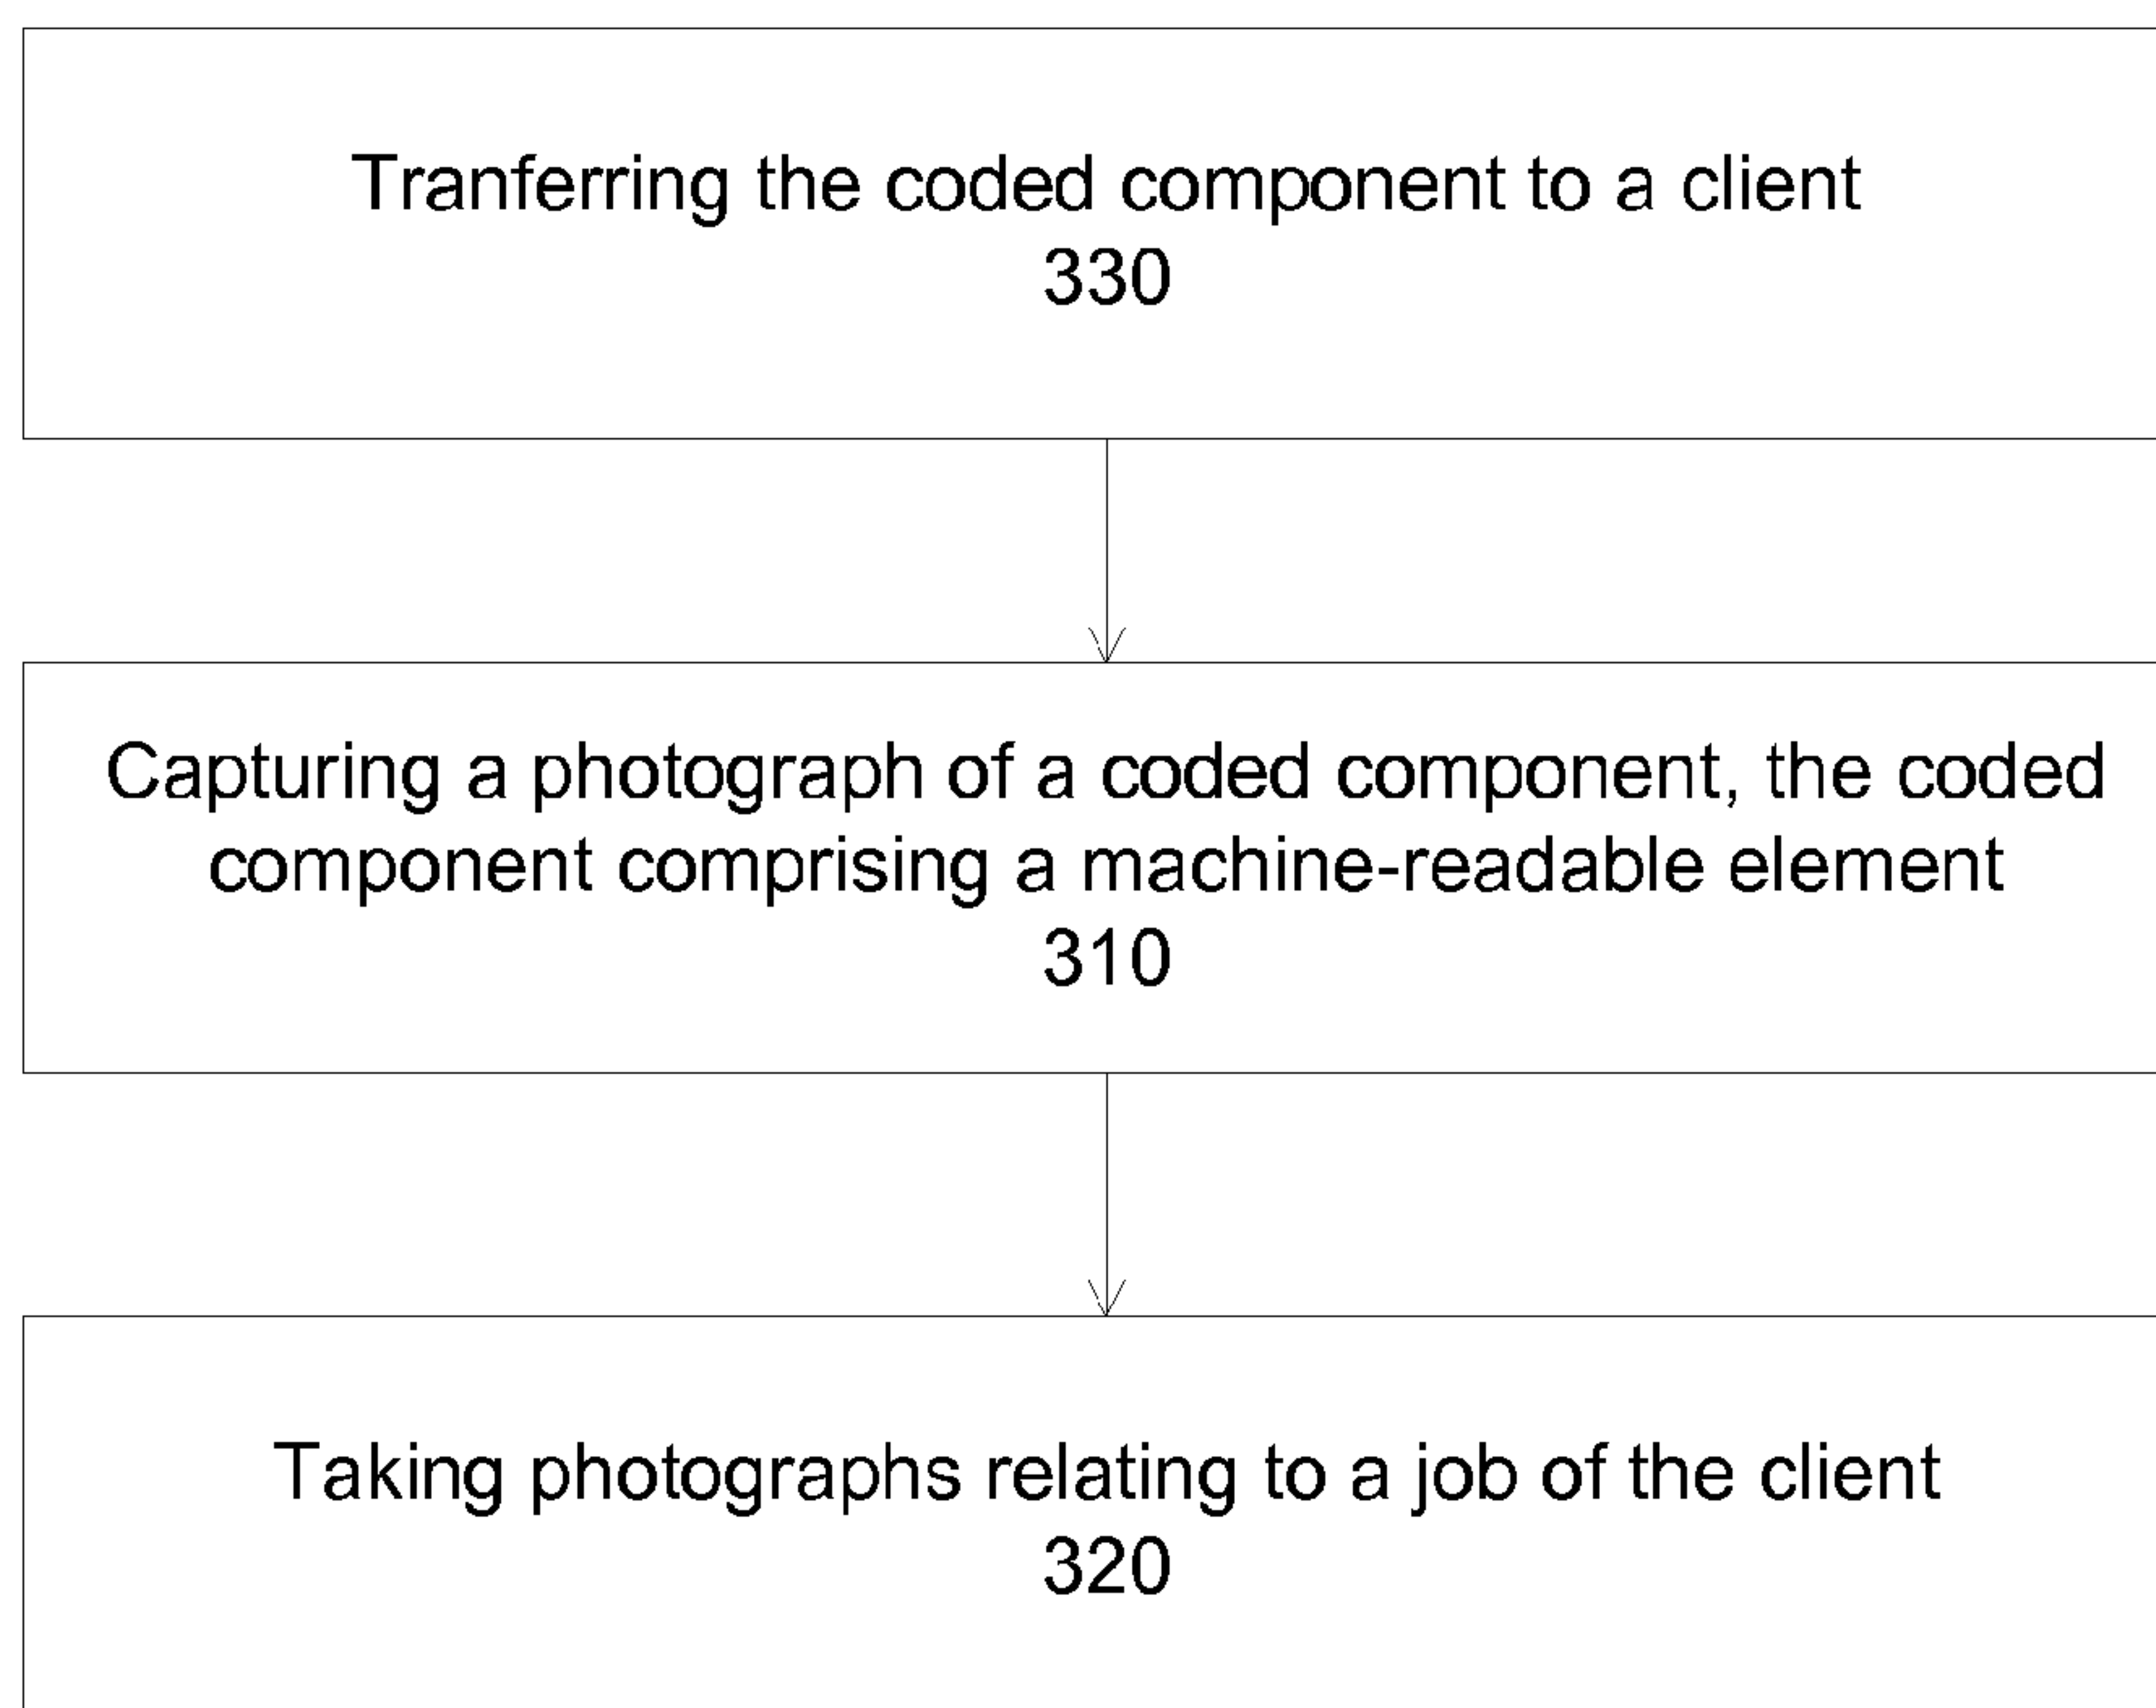 Tranferring the coded component to a client
330
Capturing a photograph of a coded component, the coded
component comprising a machine-readable element
310
Taking photographs relating to a job of the client
320